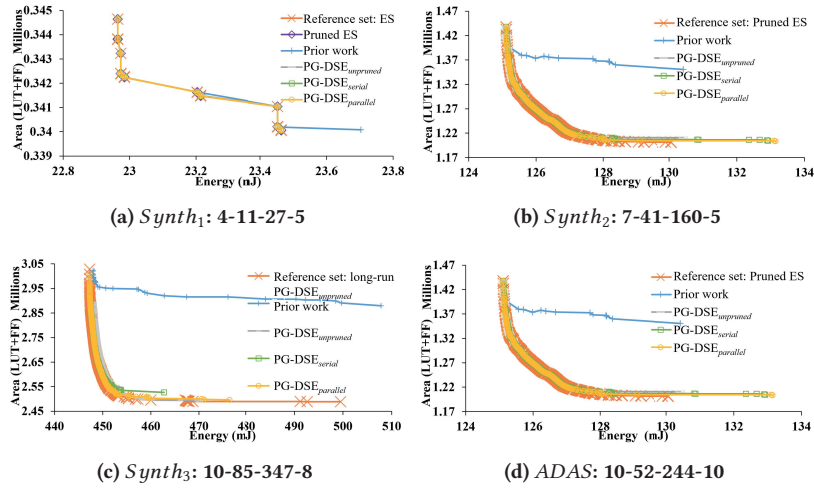 Area (LUT+FF) Millions
0.345
0.344
0.343
0.342
0.341
0.34
0.339
22.8 23 23.2 23.4 23.6 23.8
Energy (mJ)
Reference set: ES
Pruned ES
Prior work
PG-DSEunpruned
PG-DSEserial
PG-DSEparallel
(a) Synth1: 4-11-27-5
Area (LUT+FF) Millions
1.47
1.42
1.37
1.32
1.27
1.22
1.17
124 126 128 130 132 134
Energy (mJ)
Reference set: Pruned ES
Prior work
PG-DSEunpruned
PG-DSEserial
PG-DSEparallel
(b) Synth2: 7-41-160-5
Area (LUT+FF) Millions
3.05
2.95
2.85
2.75
2.65
2.55
2.45
440 450 460 470 480 490 500 510
Energy (mJ)
Reference set: long-run
PG-DSEunpruned
Prior work
PG-DSEunpruned
PG-DSEserial
PG-DSEparallel
(c) Synth3: 10-85-347-8
Area (LUT+FF) Millions
1.47
1.42
1.37
1.32
1.27
1.22
1.17
124 126 128 130 132 134
Energy (mJ)
Reference set: Pruned ES
Prior work
PG-DSEunpruned
PG-DSEserial
PG-DSEparallel
(d) ADAS: 10-52-244-10